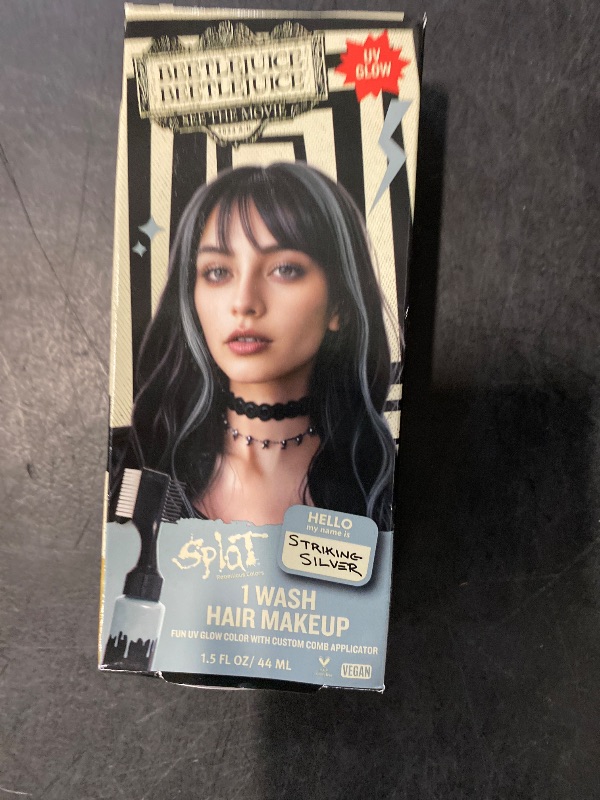 BEETLEJUICE
BEETLEJUICE
SEE THE MOVIE
UV
GLOW
HELLO
my name is
STRIKING
SILVER
Splat
1 WASH
HAIR MAKEUP
FUN UV GLOW COLOR WITH CUSTOM COMB APPLICATOR
1.5 FL OZ/ 44 ML
VEGAN